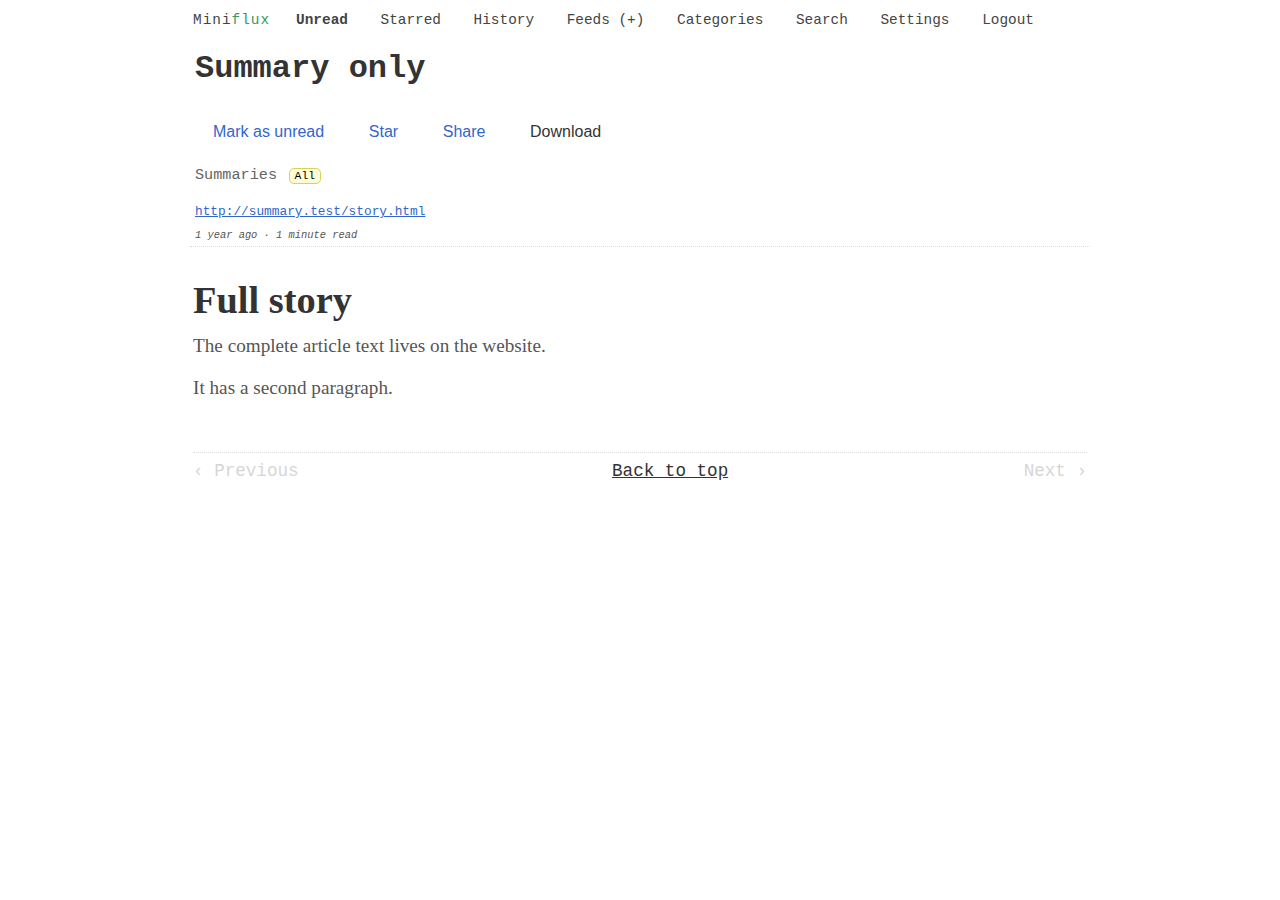 Miniflux Unread Starred History Feeds (+) Categories Search Settings Logout
Summary only
Mark as unread Star Share Download
Summaries All
http://summary.test/story.html
1 year ago · 1 minute read
Full story
The complete article text lives on the website.
It has a second paragraph.
‹ Previous Back to top Next ›